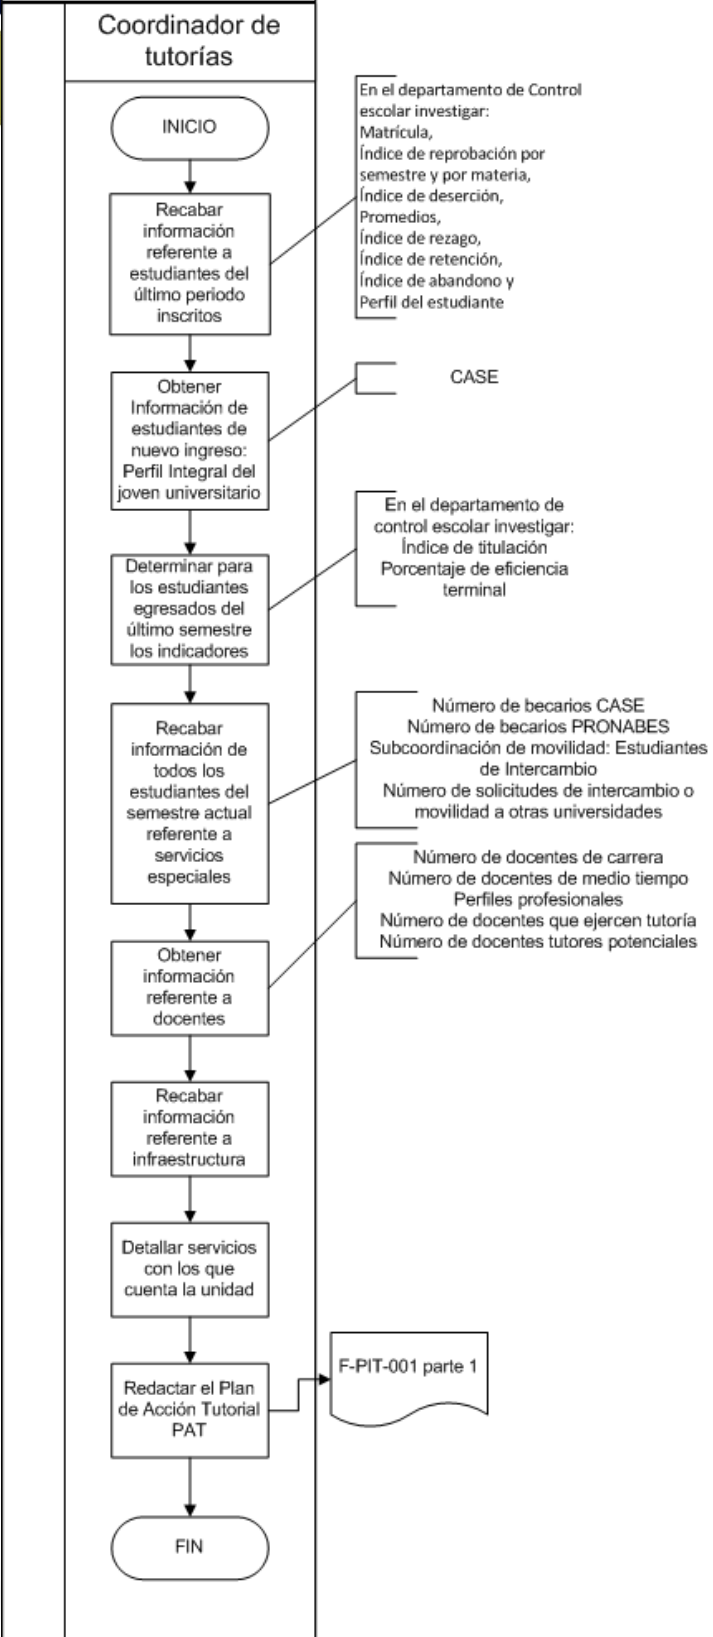 Coordinador de
tutorías
INICIO
En el departamento de Control
escolar investigar:
Matrícula,
Índice de reprobación por
semestre y por materia,
Índice de deserción,
Promedios,
Índice de rezago,
Índice de retención,
Índice de abandono y
Perfil del estudiante
Recabar
información
referente a
estudiantes del
último periodo
inscritos
Obtener
Información de
estudiantes de
nuevo ingreso:
Perfil Integral del
joven universitario
CASE
Determinar para
los estudiantes
egresados del
último semestre
los indicadores
En el departamento de
control escolar investigar:
Índice de titulación
Porcentaje de eficiencia
terminal
Recabar
información de
todos los
estudiantes del
semestre actual
referente a
servicios
especiales
Número de becarios CASE
Número de becarios PRONABES
Subcoordinación de movilidad: Estudiantes
de Intercambio
Número de solicitudes de intercambio o
movilidad a otras universidades
Obtener
información
referente a
docentes
Número de docentes de carrera
Número de docentes de medio tiempo
Perfiles profesionales
Número de docentes que ejercen tutoría
Número de docentes tutores potenciales
Recabar
información
referente a
infraestructura
Detallar servicios
con los que
cuenta la unidad
Redactar el Plan
de Acción Tutorial
PAT
F-PIT-001 parte 1
FIN